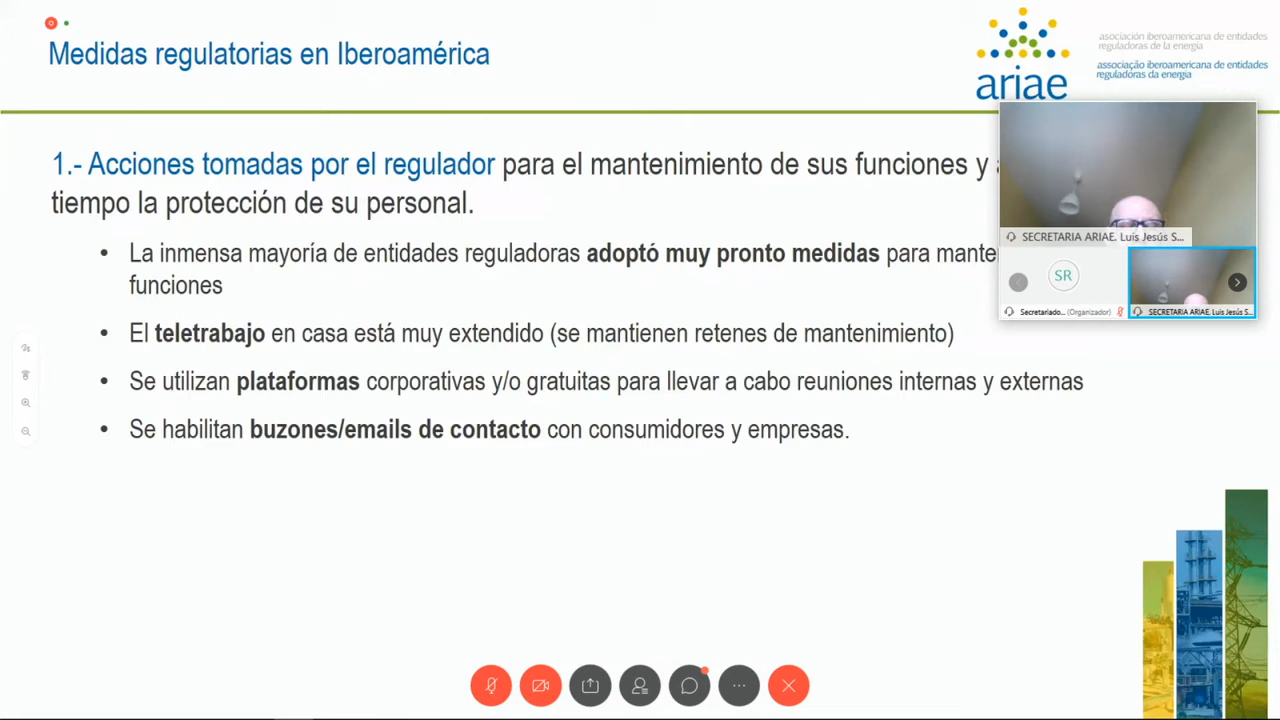 Medidas regulatorias en Iberoamérica
ariae
asociación iberoamericana de entidades
reguladoras de la energía
associação iberoamericana de entidades
reguladoras da energia
1.- Acciones tomadas por el regulador para el mantenimiento de sus funciones y
tiempo la protección de su personal.
• La inmensa mayoría de entidades reguladoras adoptó muy pronto medidas para mante
funciones
• El teletrabajo en casa está muy extendido (se mantienen retenes de mantenimiento)
• Se utilizan plataformas corporativas y/o gratuitas para llevar a cabo reuniones internas y externas
• Se habilitan buzones/emails de contacto con consumidores y empresas.
SECRETARIA ARIAE. Luis Jesús S...
SR
Secretariado... (Organizador)
SECRETARIA ARIAE. Luis Jesús S...